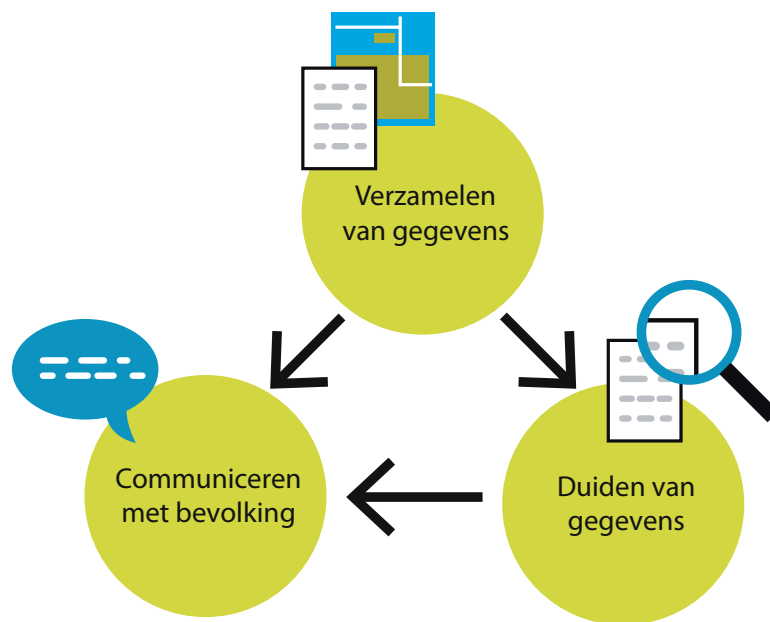 Verzamelen
van gegevens
Communiceren
met bevolking
Duiden van
gegevens